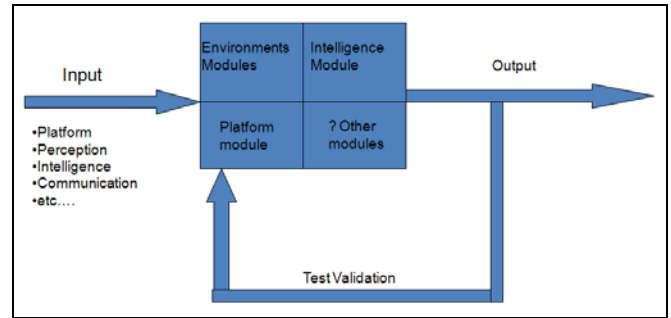 Input
•Platform
•Perception
•Intelligence
•Communication
•etc....
Environments
Modules
Intelligence
Module
Platform
module
? Other
modules
Output
Test Validation